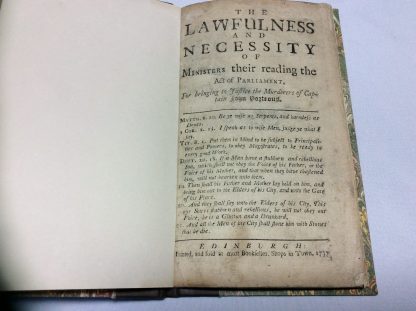 THE
LAWFULNESS
AND
NECESSITY
OF
MINISTERS their reading the
Act of PARLIAMENT,
For bringing to Justice the Murderers of Cap-
tain JOHN PORTEOUS.
MATTH. x. 16. Be ye wise as Serpents, and harmless as
Doves.
1 COR. x. 15. I speak as to wise Men, judge ye what I
say.
TIT. 3. 1. Put them in Mind to be subject to Principali-
ties and Powers, to obey Magistrates, to be ready to
every good Work.
DEUT. 21. 18. If a Man have a stubborn and rebellious
Son, which will not obey the Voice of his Father, or the
Voice of his Mother, and that when they have chastened
him, will not hearken unto them.
Then shall his Father and Mother lay hold on him, and
bring him out to the Elders of his City, and unto the Gate
of his Place.
And they shall say unto the Elders of his City, This
our Son is stubborn and rebellious, he will not obey our
Voice, he is a Glutton and a Drunkard.
And all the Men of his City shall stone him with Stones
that he die.
EDINBURGH:
Printed, and sold in most Booksellers Shops in Town, 1737